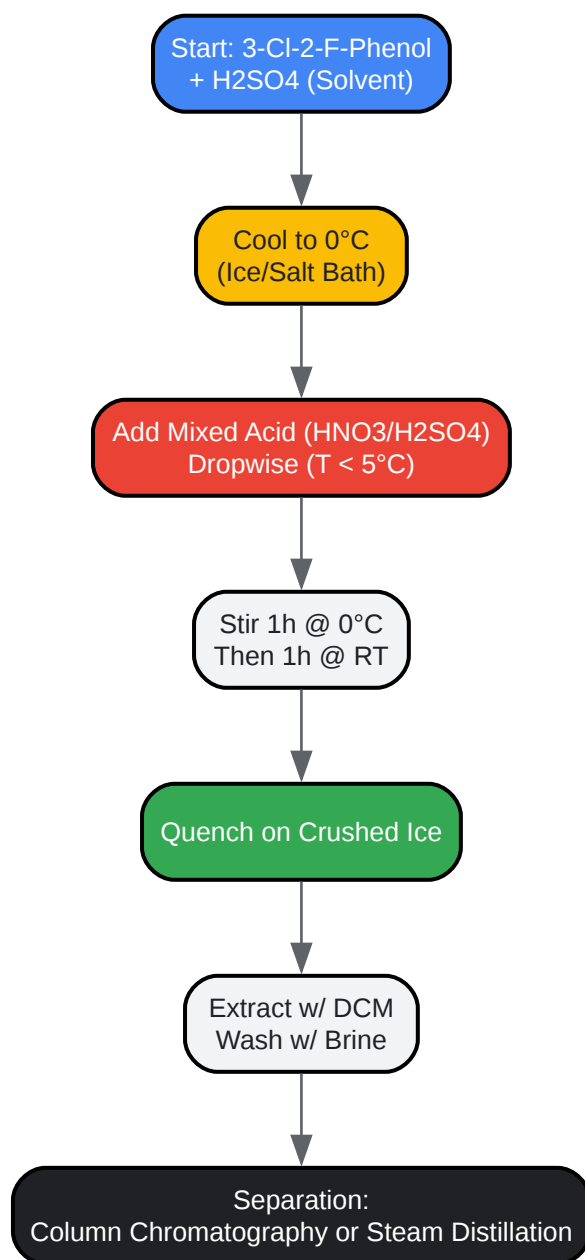 Start: 3-Cl-2-F-Phenol
+ H2SO4 (Solvent)
Cool to 0°C
(Ice/Salt Bath)
Add Mixed Acid (HNO3/H2SO4)
Dropwise (T < 5°C)
Stir 1h @ 0°C
Then 1h @ RT
Quench on Crushed Ice
Extract w/ DCM
Wash w/ Brine
Separation:
Column Chromatography or Steam Distillation